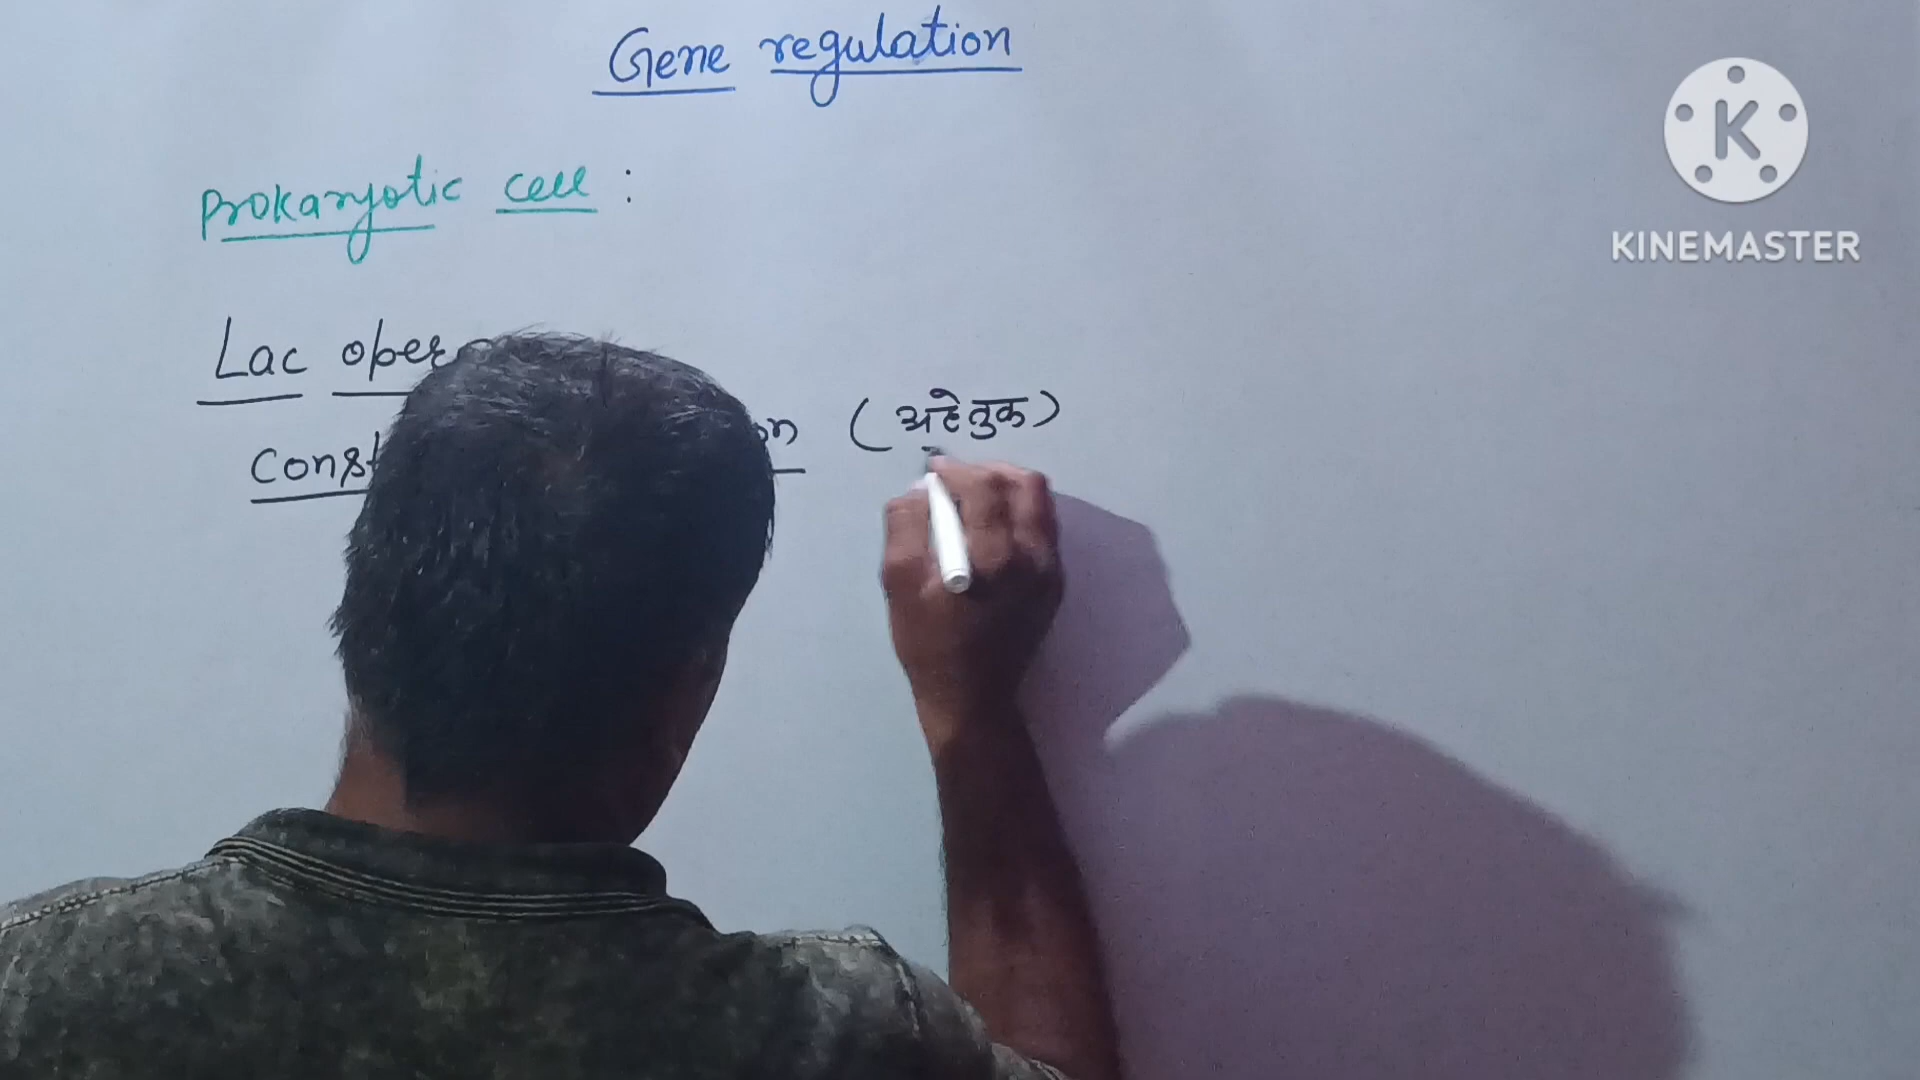 Gene regulation
Prokaryotic cell :
Lac
(अहेतुक)
K
KINEMASTER